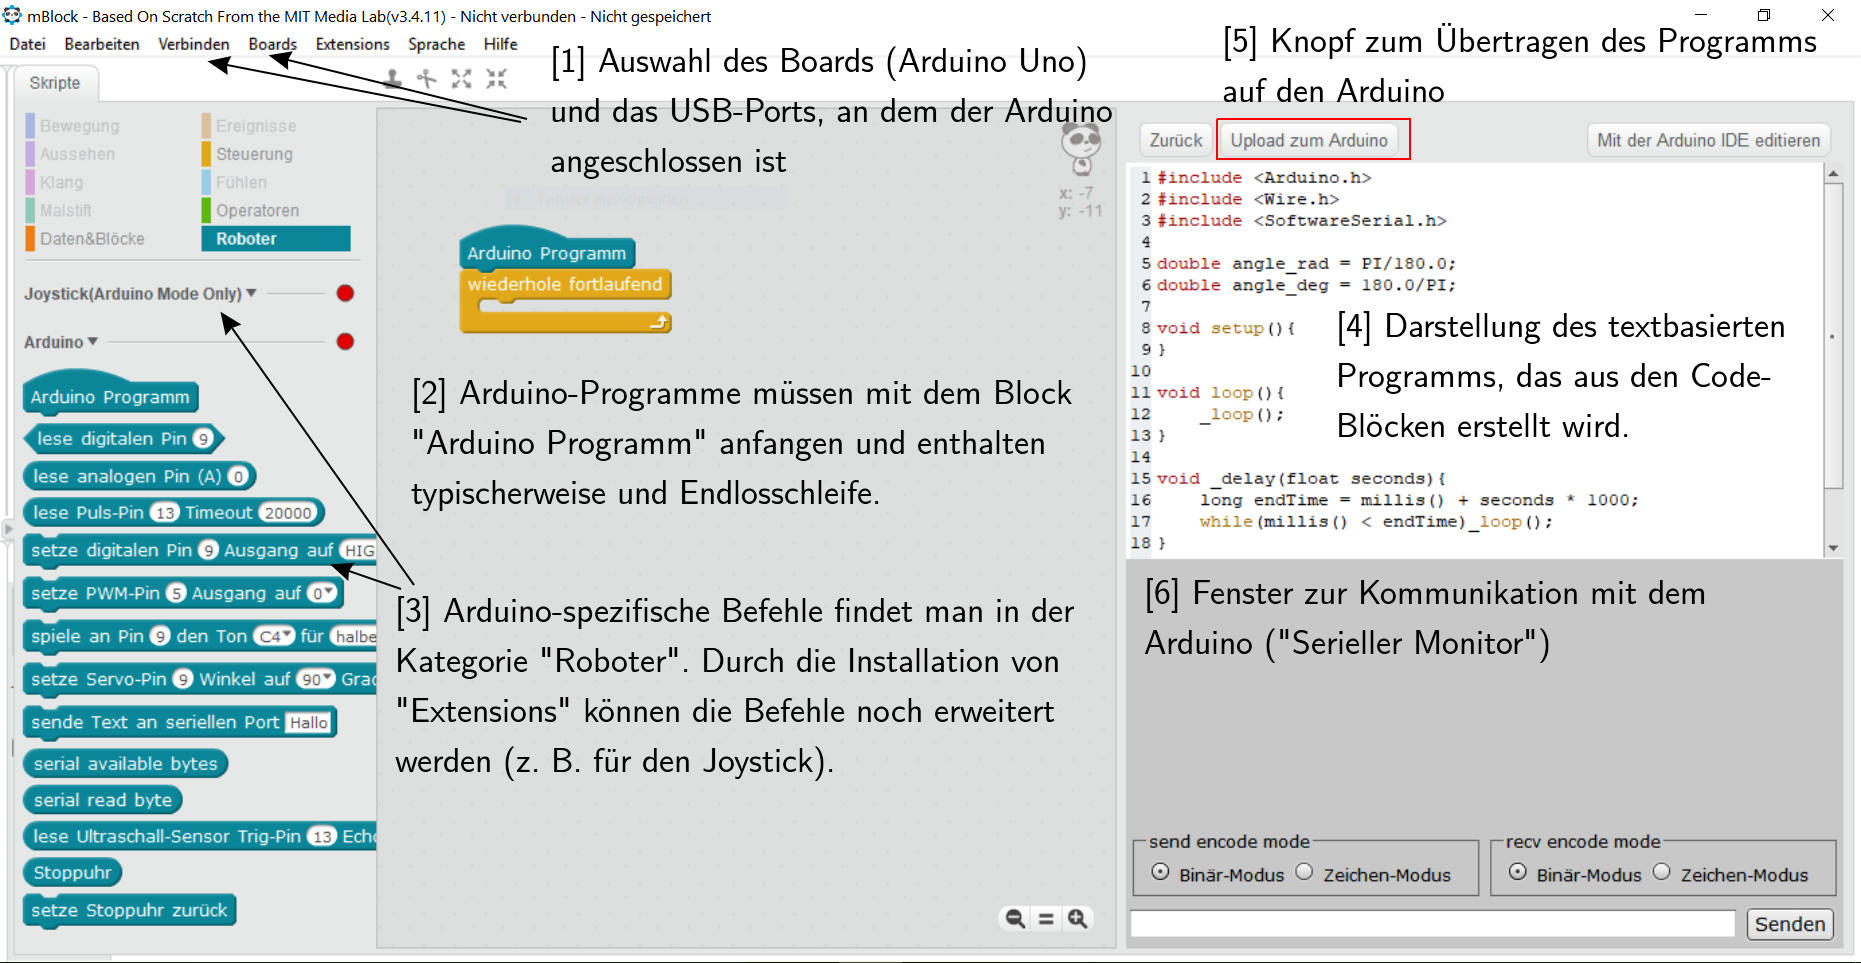 mBlock - Based On Scratch From the MIT Media Lab(v3.4.11) - Nicht verbunden - Nicht gespeichert
Datei Bearbeiten Verbinden Boards Extensions Sprache Hilfe
[1] Auswahl des Boards (Arduino Uno)
und das USB-Ports, an dem der Arduino
angeschlossen ist
[5] Knopf zum Übertragen des Programms
auf den Arduino
Skripte
Bewegung Ereignisse
Aussehen Steuerung
Klang Fühlen
Malstift Operatoren
Daten&Blöcke Roboter
Joystick(Arduino Mode Only)
Arduino
Arduino Programm
lese digitalen Pin 9
lese analogen Pin (A) 0
lese Puls-Pin 13 Timeout 20000
setze digitalen Pin 9 Ausgang auf HIG
setze PWM-Pin 5 Ausgang auf 0
spiele an Pin 9 den Ton C4 für halbe
setze Servo-Pin 9 Winkel auf 90 Grad
sende Text an seriellen Port Hallo
serial available bytes
serial read byte
lese Ultraschall-Sensor Trig-Pin 13 Echo
Stoppuhr
setze Stoppuhr zurück
Fenster ausschneiden
x: -7
y: -11
Arduino Programm
wiederhole fortlaufend
[2] Arduino-Programme müssen mit dem Block
"Arduino Programm" anfangen und enthalten
typischerweise und Endlosschleife.
[3] Arduino-spezifische Befehle findet man in der
Kategorie "Roboter". Durch die Installation von
"Extensions" können die Befehle noch erweitert
werden (z. B. für den Joystick).
Zurück Upload zum Arduino Mit der Arduino IDE editieren
1 #include <Arduino.h>
2 #include <Wire.h>
3 #include <SoftwareSerial.h>
4
5 double angle_rad = PI/180.0;
6 double angle_deg = 180.0/PI;
7
8 void setup(){
9 }
10
11 void loop(){
12 _loop();
13 }
14
15 void _delay(float seconds){
16 long endTime = millis() + seconds * 1000;
17 while(millis() < endTime)_loop();
18 }
[4] Darstellung des textbasierten
Programms, das aus den Code-
Blöcken erstellt wird.
[6] Fenster zur Kommunikation mit dem
Arduino ("Serieller Monitor")
send encode mode recv encode mode
Binär-Modus Zeichen-Modus Binär-Modus Zeichen-Modus
Senden